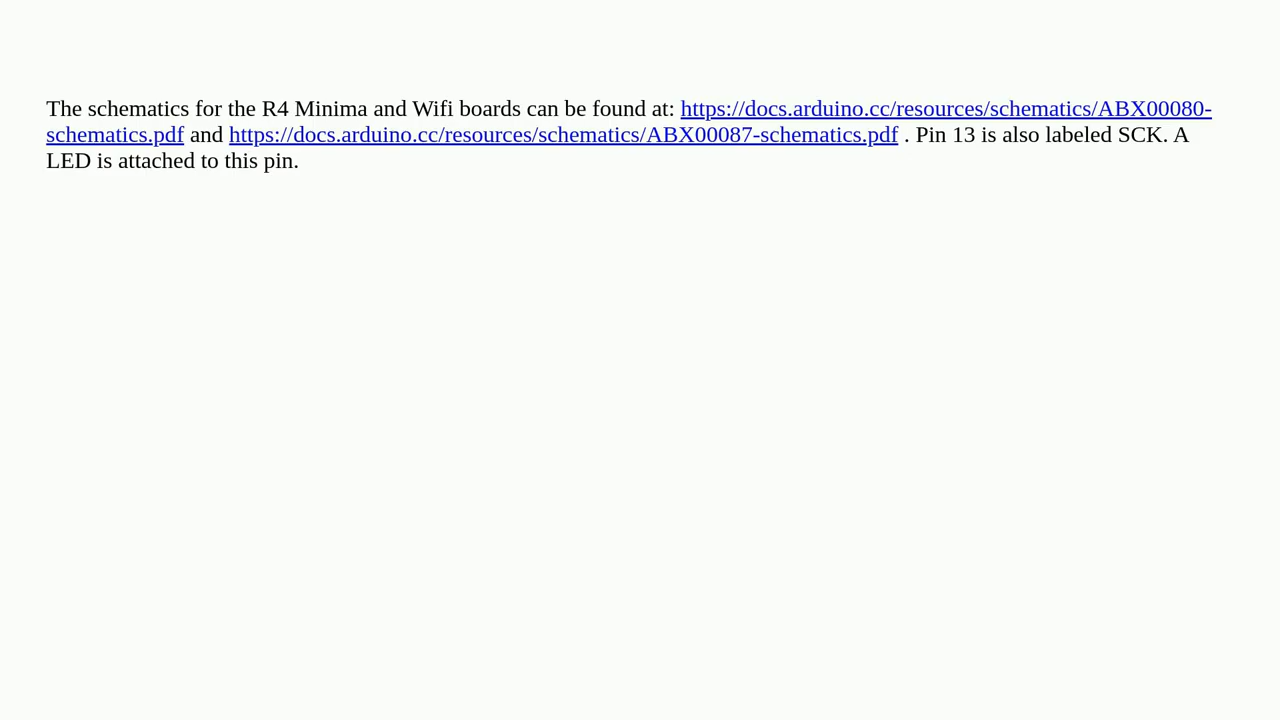 The schematics for the R4 Minima and Wifi boards can be found at: https://docs.arduino.cc/resources/schematics/ABX00080-
schematics.pdf and https://docs.arduino.cc/resources/schematics/ABX00087-schematics.pdf . Pin 13 is also labeled SCK. A
LED is attached to this pin.